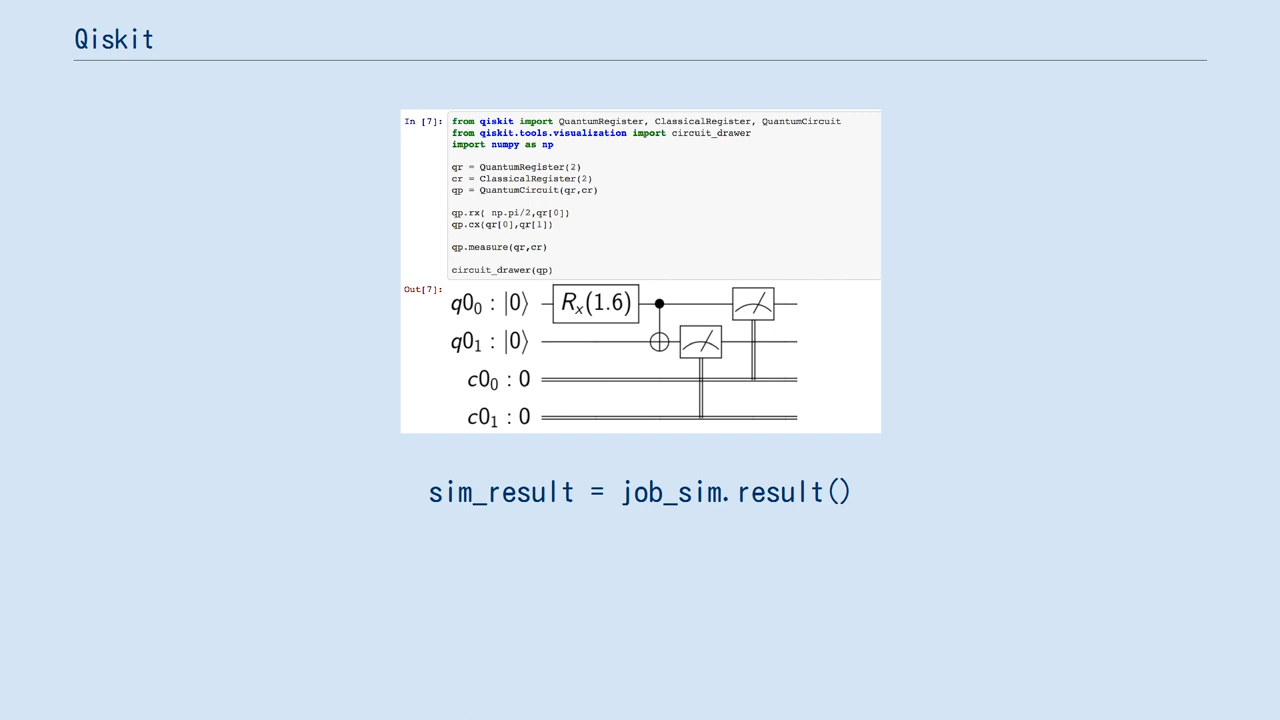 Qiskit
In [7]: from qiskit import QuantumRegister, ClassicalRegister, QuantumCircuit
from qiskit.tools.visualization import circuit_drawer
import numpy as np
qr = QuantumRegister(2)
cr = ClassicalRegister(2)
qp = QuantumCircuit(qr,cr)
qp.rx( np.pi/2,qr[0])
qp.cx(qr[0],qr[1])
qp.measure(qr,cr)
circuit_drawer(qp)
Out[7]:
q0₀ : |0⟩ Rₓ(1.6)
q0₁ : |0⟩
c0₀ : 0
c0₁ : 0
sim_result = job_sim.result()